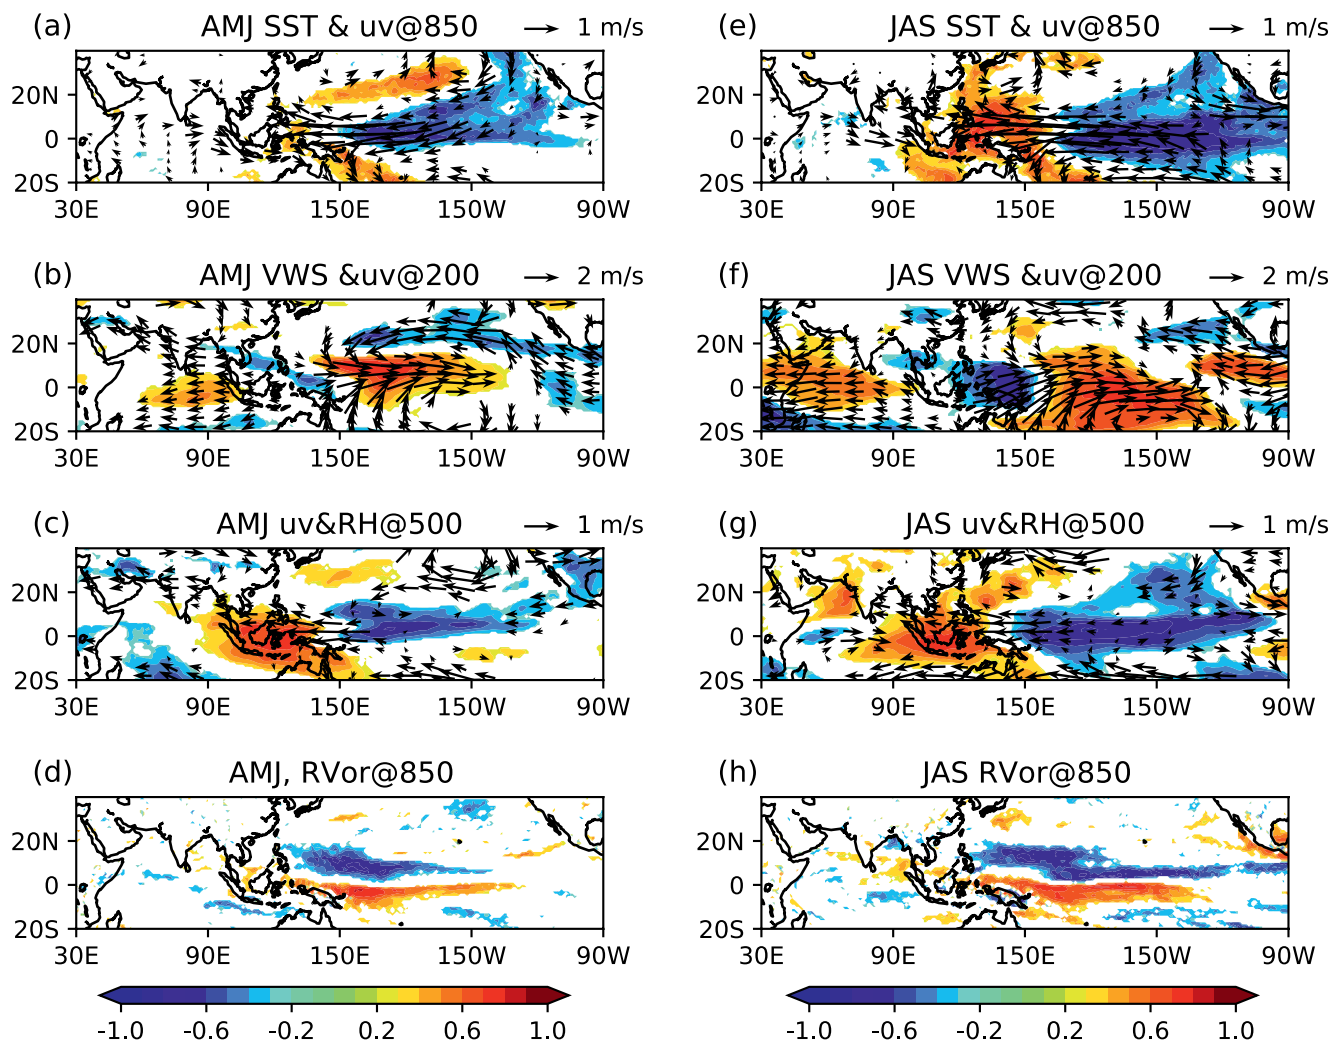 (a) AMJ SST & uv@850 1 m/s
20N
0
20S
30E 90E 150E 150W 90W
(b) AMJ VWS &uv@200 2 m/s
20N
0
20S
30E 90E 150E 150W 90W
(c) AMJ uv&RH@500 1 m/s
20N
0
20S
30E 90E 150E 150W 90W
(d) AMJ, RVor@850
20N
0
20S
30E 90E 150E 150W 90W
-1.0 -0.6 -0.2 0.2 0.6 1.0
(e) JAS SST & uv@850 1 m/s
20N
0
20S
30E 90E 150E 150W 90W
(f) JAS VWS &uv@200 2 m/s
20N
0
20S
30E 90E 150E 150W 90W
(g) JAS uv&RH@500 1 m/s
20N
0
20S
30E 90E 150E 150W 90W
(h) JAS RVor@850
20N
0
20S
30E 90E 150E 150W 90W
-1.0 -0.6 -0.2 0.2 0.6 1.0